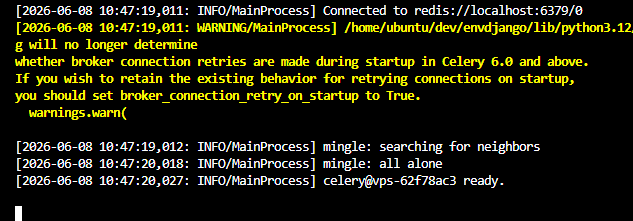 [2026-06-08 10:47:19,011: INFO/MainProcess] Connected to redis://localhost:6379/0
[2026-06-08 10:47:19,011: WARNING/MainProcess] /home/ubuntu/dev/envdjango/lib/python3.12/
g will no longer determine
whether broker connection retries are made during startup in Celery 6.0 and above.
If you wish to retain the existing behavior for retrying connections on startup,
you should set broker_connection_retry_on_startup to True.
  warnings.warn(
[2026-06-08 10:47:19,012: INFO/MainProcess] mingle: searching for neighbors
[2026-06-08 10:47:20,018: INFO/MainProcess] mingle: all alone
[2026-06-08 10:47:20,027: INFO/MainProcess] celery@vps-62f78ac3 ready.